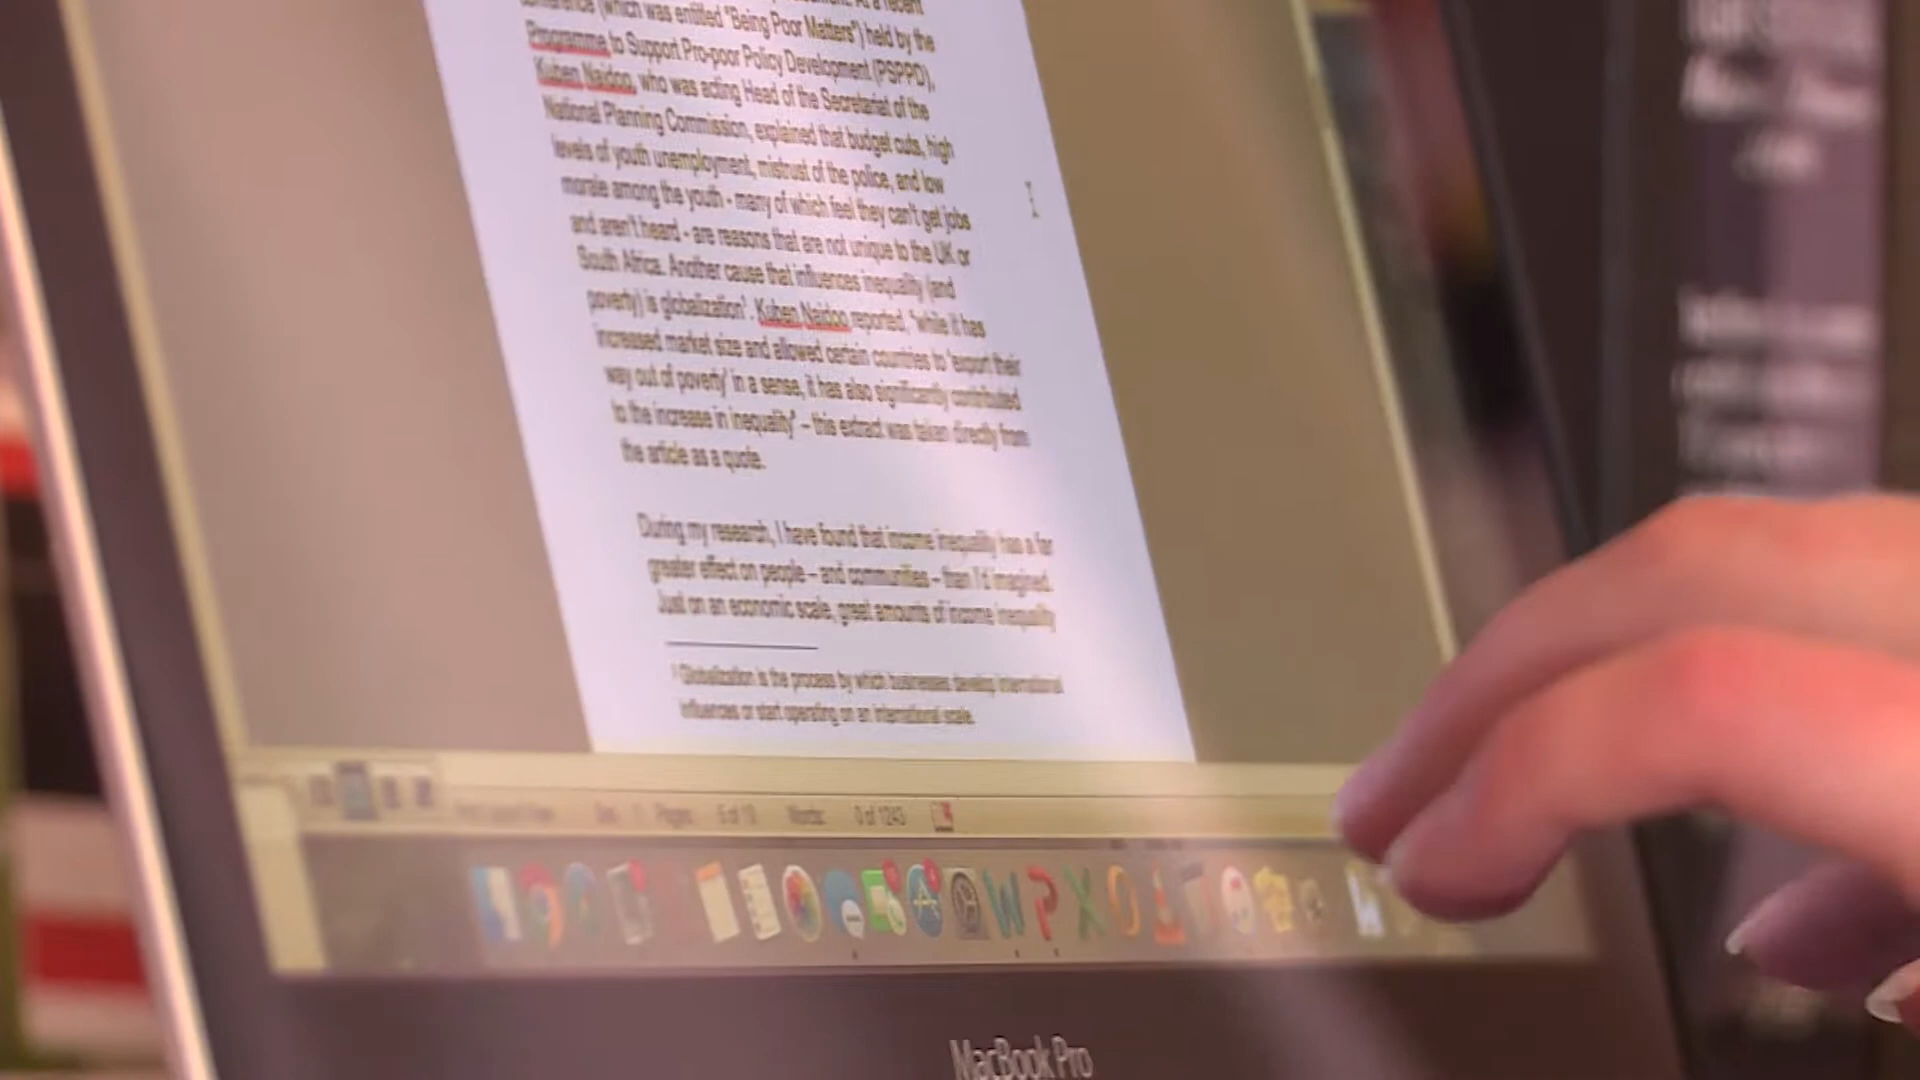 conference (which was entitled "Being Poor Matters") held by the
Programme to Support Pro-poor Policy Development (PSPPD),
Kuben Naidoo, who was acting Head of the Secretariat of the
National Planning Commission, explained that budget cuts, high
levels of youth unemployment, mistrust of the police, and low
morale among the youth - many of which feel they can't get jobs
and aren't heard - are reasons that are not unique to the UK or
South Africa. Another cause that influences inequality (and
poverty) is globalization¹. Kuben Naidoo reported, "while it has
increased market size and allowed certain countries to 'export their
way out of poverty' in a sense, it has also significantly contributed
to the increase in inequality" – this extract was taken directly from
the article as a quote.
During my research, I have found that income inequality has a far
greater effect on people – and communities – than I'd imagined.
Just on an economic scale, great amounts of income inequality
¹ Globalization is the process by which businesses develop international
influences or start operating on an international scale.
Pages: Words: 0 of 1243
MacBook Pro